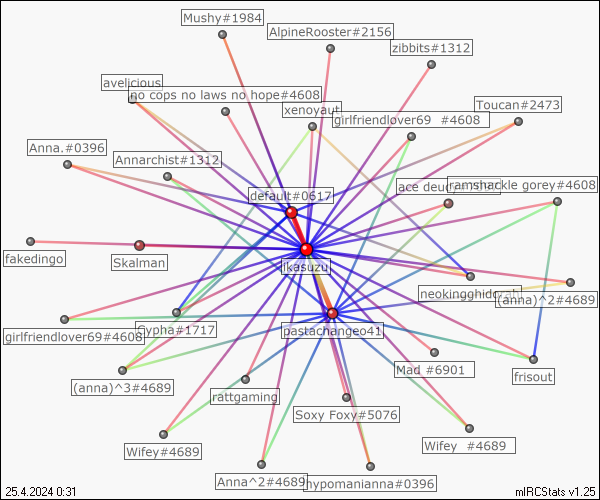 Mushy#1984
AlpineRooster#2156
zibbits#1312
avelicious
no cops no laws no hope#4608
xenoyaut
girlfriendlover69 #4608
Toucan#2473
Anna.#0396
Annarchist#1312
default#0617
ace
ramshackle gorey#4608
fakedingo
Skalman
ikasuzu
neokingghidorah
(anna)^2#4689
girlfriendlover69#4608
Cypha#1717
pastachangeo41
(anna)^3#4689
rattgaming
Mad #6901
frisout
Soxy Foxy#5076
Wifey#4689
Wifey #4689
Anna^2#4689
hypomanianna#0396
25.4.2024 0:31
mIRCStats v1.25